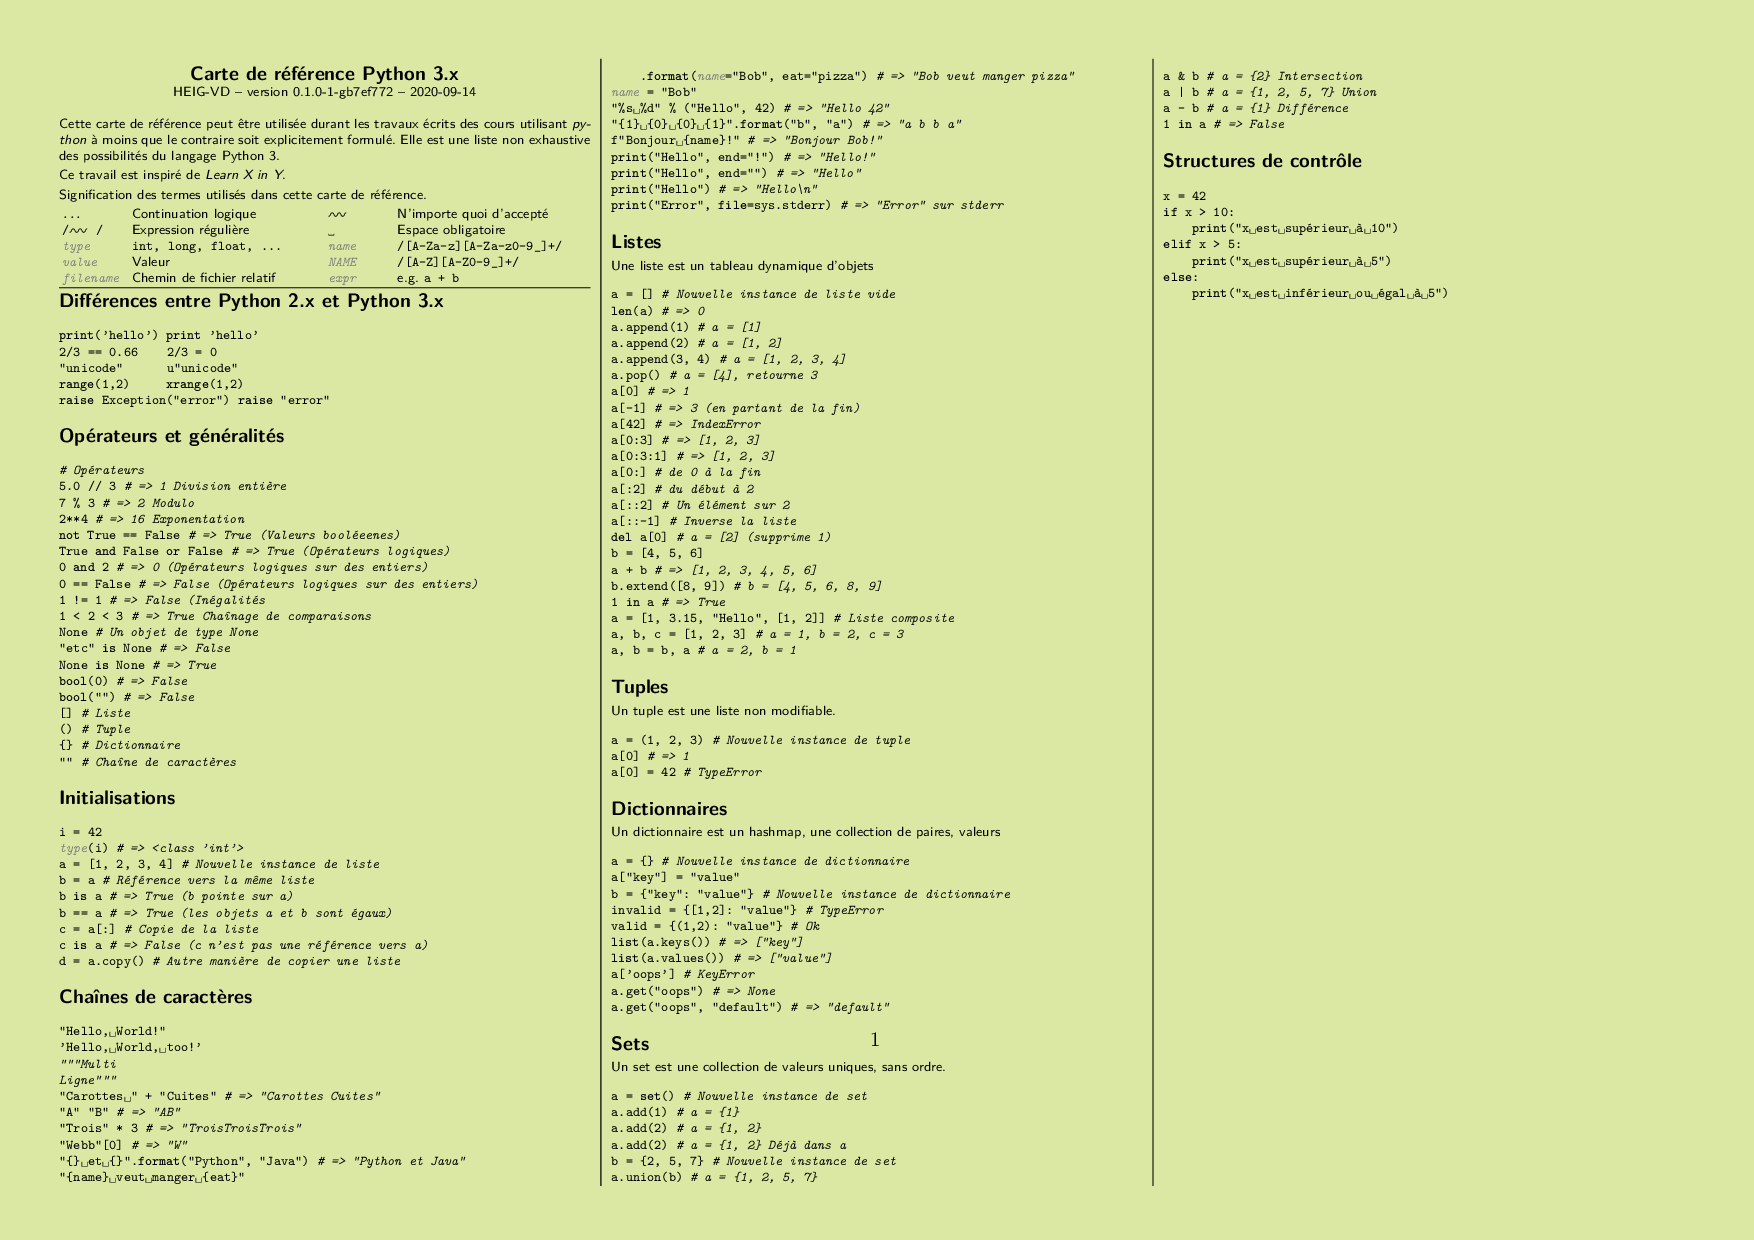 Carte de référence Python 3.x
HEIG-VD – version 0.1.0-1-gb7ef772 – 2020-09-14
Cette carte de référence peut être utilisée durant les travaux écrits des cours utilisant py-
thon à moins que le contraire soit explicitement formulé. Elle est une liste non exhaustive
des possibilités du langage Python 3.
Ce travail est inspiré de Learn X in Y.
Signification des termes utilisés dans cette carte de référence.
... Continuation logique ∿∿ N'importe quoi d'accepté
/∿∿ / Expression régulière ␣ Espace obligatoire
type int, long, float, ... name /[A-Za-z][A-Za-z0-9_]+/
value Valeur NAME /[A-Z][A-Z0-9_]+/
filename Chemin de fichier relatif expr e.g. a + b
Différences entre Python 2.x et Python 3.x
print('hello') print 'hello'
2/3 == 0.66 2/3 = 0
"unicode" u"unicode"
range(1,2) xrange(1,2)
raise Exception("error") raise "error"
Opérateurs et généralités
# Opérateurs
5.0 // 3 # => 1 Division entière
7 % 3 # => 2 Modulo
2**4 # => 16 Exponentation
not True == False # => True (Valeurs booléeenes)
True and False or False # => True (Opérateurs logiques)
0 and 2 # => 0 (Opérateurs logiques sur des entiers)
0 == False # => False (Opérateurs logiques sur des entiers)
1 != 1 # => False (Inégalités
1 < 2 < 3 # => True Chaînage de comparaisons
None # Un objet de type None
"etc" is None # => False
None is None # => True
bool(0) # => False
bool("") # => False
[] # Liste
() # Tuple
{} # Dictionnaire
"" # Chaîne de caractères
Initialisations
i = 42
type(i) # => <class 'int'>
a = [1, 2, 3, 4] # Nouvelle instance de liste
b = a # Référence vers la même liste
b is a # => True (b pointe sur a)
b == a # => True (les objets a et b sont égaux)
c = a[:] # Copie de la liste
c is a # => False (c n'est pas une référence vers a)
d = a.copy() # Autre manière de copier une liste
Chaînes de caractères
"Hello,␣World!"
'Hello,␣World,␣too!'
"""Multi
Ligne"""
"Carottes␣" + "Cuites" # => "Carottes Cuites"
"A" "B" # => "AB"
"Trois" * 3 # => "TroisTroisTrois"
"Webb"[0] # => "W"
"{}␣et␣{}".format("Python", "Java") # => "Python et Java"
"{name}␣veut␣manger␣{eat}"
.format(name="Bob", eat="pizza") # => "Bob veut manger pizza"
name = "Bob"
"%s␣%d" % ("Hello", 42) # => "Hello 42"
"{1}␣{0}␣{0}␣{1}".format("b", "a") # => "a b b a"
f"Bonjour␣{name}!" # => "Bonjour Bob!"
print("Hello", end="!") # => "Hello!"
print("Hello", end="") # => "Hello"
print("Hello") # => "Hello\n"
print("Error", file=sys.stderr) # => "Error" sur stderr
Listes
Une liste est un tableau dynamique d'objets
a = [] # Nouvelle instance de liste vide
len(a) # => 0
a.append(1) # a = [1]
a.append(2) # a = [1, 2]
a.append(3, 4) # a = [1, 2, 3, 4]
a.pop() # a = [4], retourne 3
a[0] # => 1
a[-1] # => 3 (en partant de la fin)
a[42] # => IndexError
a[0:3] # => [1, 2, 3]
a[0:3:1] # => [1, 2, 3]
a[0:] # de 0 à la fin
a[:2] # du début à 2
a[::2] # Un élément sur 2
a[::-1] # Inverse la liste
del a[0] # a = [2] (supprime 1)
b = [4, 5, 6]
a + b # => [1, 2, 3, 4, 5, 6]
b.extend([8, 9]) # b = [4, 5, 6, 8, 9]
1 in a # => True
a = [1, 3.15, "Hello", [1, 2]] # Liste composite
a, b, c = [1, 2, 3] # a = 1, b = 2, c = 3
a, b = b, a # a = 2, b = 1
Tuples
Un tuple est une liste non modifiable.
a = (1, 2, 3) # Nouvelle instance de tuple
a[0] # => 1
a[0] = 42 # TypeError
Dictionnaires
Un dictionnaire est un hashmap, une collection de paires, valeurs
a = {} # Nouvelle instance de dictionnaire
a["key"] = "value"
b = {"key": "value"} # Nouvelle instance de dictionnaire
invalid = {[1,2]: "value"} # TypeError
valid = {(1,2): "value"} # Ok
list(a.keys()) # => ["key"]
list(a.values()) # => ["value"]
a['oops'] # KeyError
a.get("oops") # => None
a.get("oops", "default") # => "default"
Sets
Un set est une collection de valeurs uniques, sans ordre.
a = set() # Nouvelle instance de set
a.add(1) # a = {1}
a.add(2) # a = {1, 2}
a.add(2) # a = {1, 2} Déjà dans a
b = {2, 5, 7} # Nouvelle instance de set
a.union(b) # a = {1, 2, 5, 7}
a & b # a = {2} Intersection
a | b # a = {1, 2, 5, 7} Union
a - b # a = {1} Différence
1 in a # => False
Structures de contrôle
x = 42
if x > 10:
print("x␣est␣supérieur␣à␣10")
elif x > 5:
print("x␣est␣supérieur␣à␣5")
else:
print("x␣est␣inférieur␣ou␣égal␣à␣5")
1